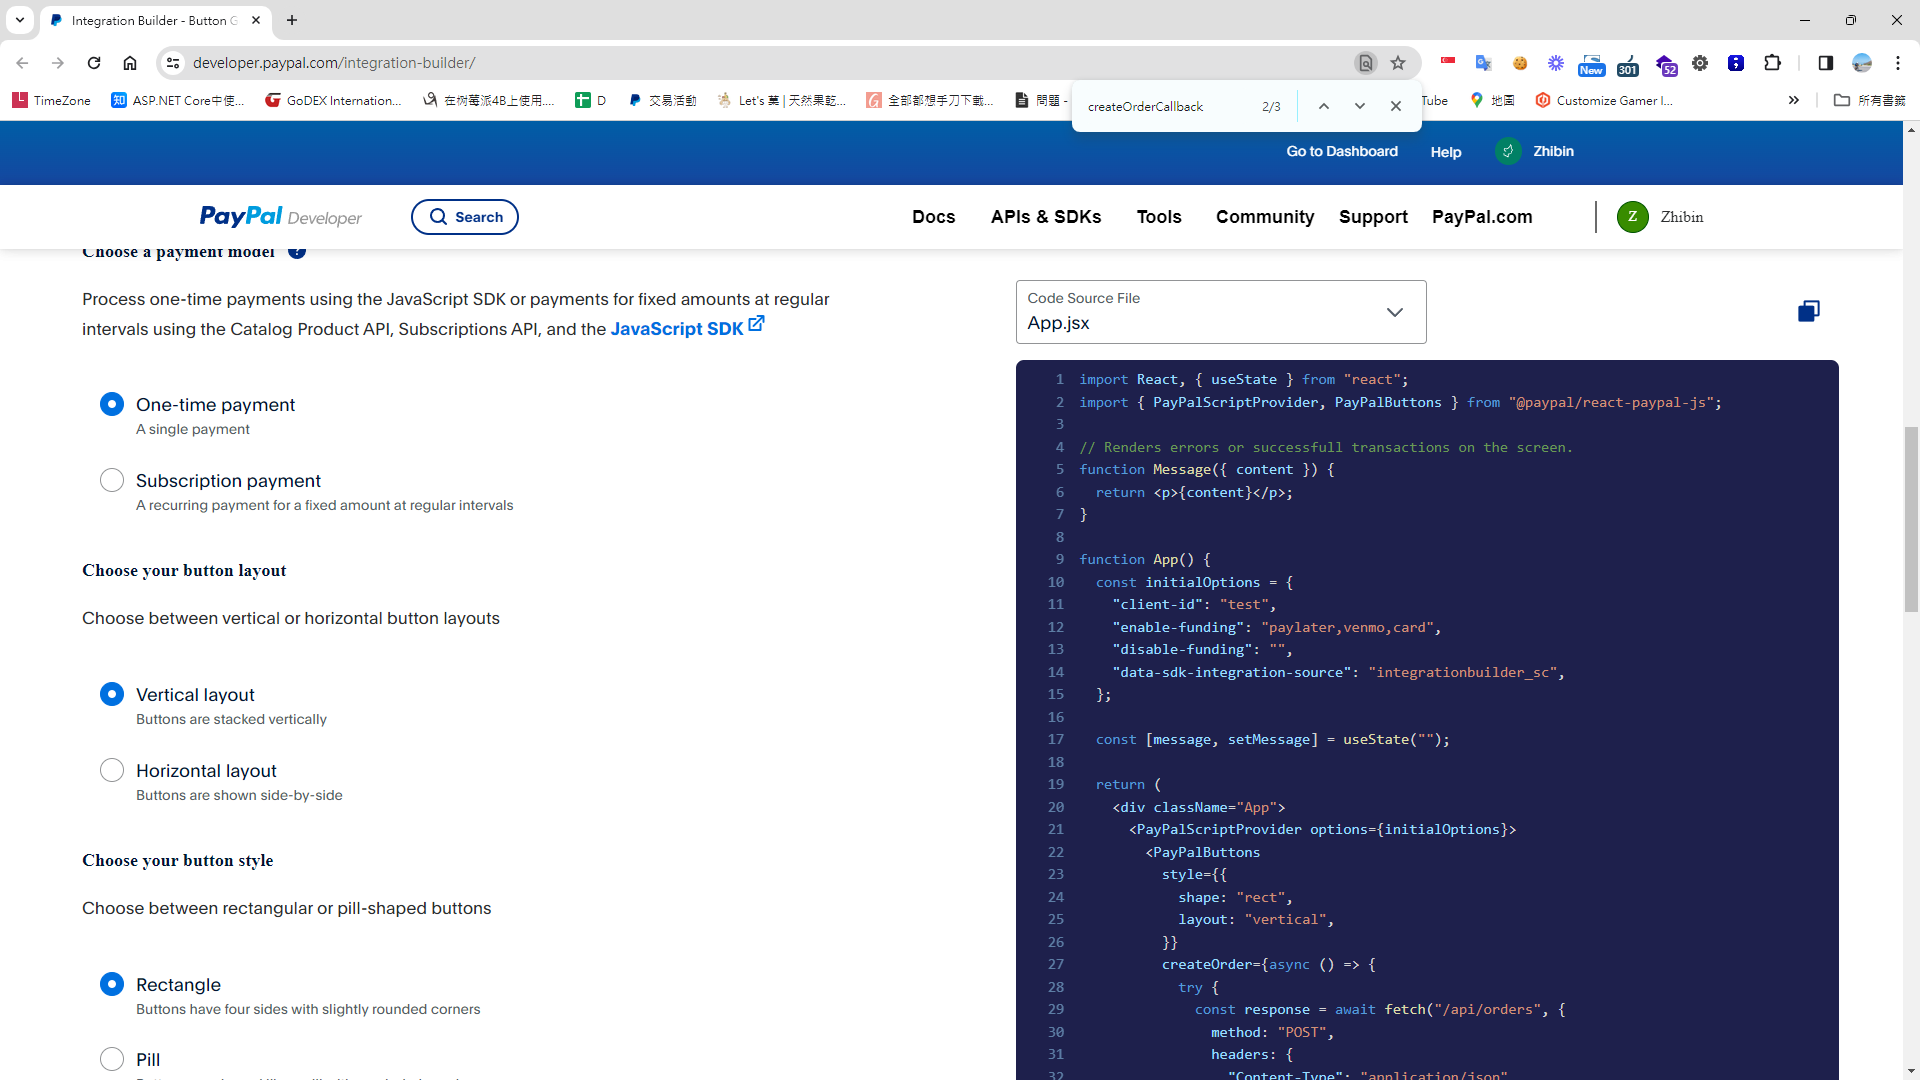 Integration Builder - Button G
developer.paypal.com/integration-builder/
New
301
52
TimeZone
ASP.NET Core中使...
GoDEX Internation...
在树莓派4B上使用....
D
交易活動
Let's 菓 | 天然果乾...
全部都想手刀下載...
問題 -
Tube
地圖
Customize Gamer I...
所有書籤
createOrderCallback
2/3
Go to Dashboard
Help
Zhibin
PayPal Developer
Search
Docs
APIs & SDKs
Tools
Community
Support
PayPal.com
Z
Zhibin
Choose a payment model
Process one-time payments using the JavaScript SDK or payments for fixed amounts at regular
intervals using the Catalog Product API, Subscriptions API, and the JavaScript SDK
One-time payment
A single payment
Subscription payment
A recurring payment for a fixed amount at regular intervals
Choose your button layout
Choose between vertical or horizontal button layouts
Vertical layout
Buttons are stacked vertically
Horizontal layout
Buttons are shown side-by-side
Choose your button style
Choose between rectangular or pill-shaped buttons
Rectangle
Buttons have four sides with slightly rounded corners
Pill
Code Source File
App.jsx
1 import React, { useState } from "react";
2 import { PayPalScriptProvider, PayPalButtons } from "@paypal/react-paypal-js";
3
4 // Renders errors or successfull transactions on the screen.
5 function Message({ content }) {
6 return <p>{content}</p>;
7 }
8
9 function App() {
10 const initialOptions = {
11 "client-id": "test",
12 "enable-funding": "paylater,venmo,card",
13 "disable-funding": "",
14 "data-sdk-integration-source": "integrationbuilder_sc",
15 };
16
17 const [message, setMessage] = useState("");
18
19 return (
20 <div className="App">
21 <PayPalScriptProvider options={initialOptions}>
22 <PayPalButtons
23 style={{
24 shape: "rect",
25 layout: "vertical",
26 }}
27 createOrder={async () => {
28 try {
29 const response = await fetch("/api/orders", {
30 method: "POST",
31 headers: {
32 "Content-Type": "application/json"